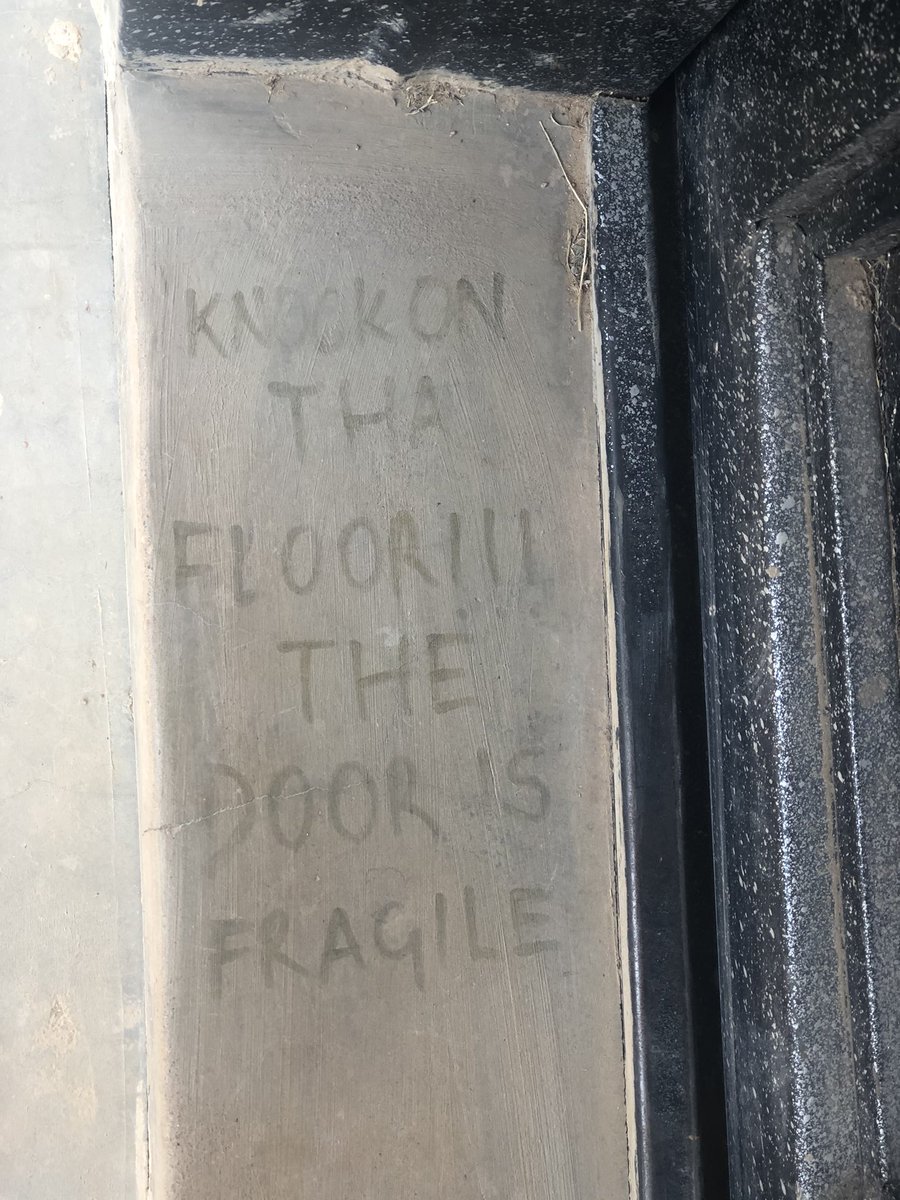 KNOCK ON
THA
FLOOR!!!
THE
DOOR IS
FRAGILE